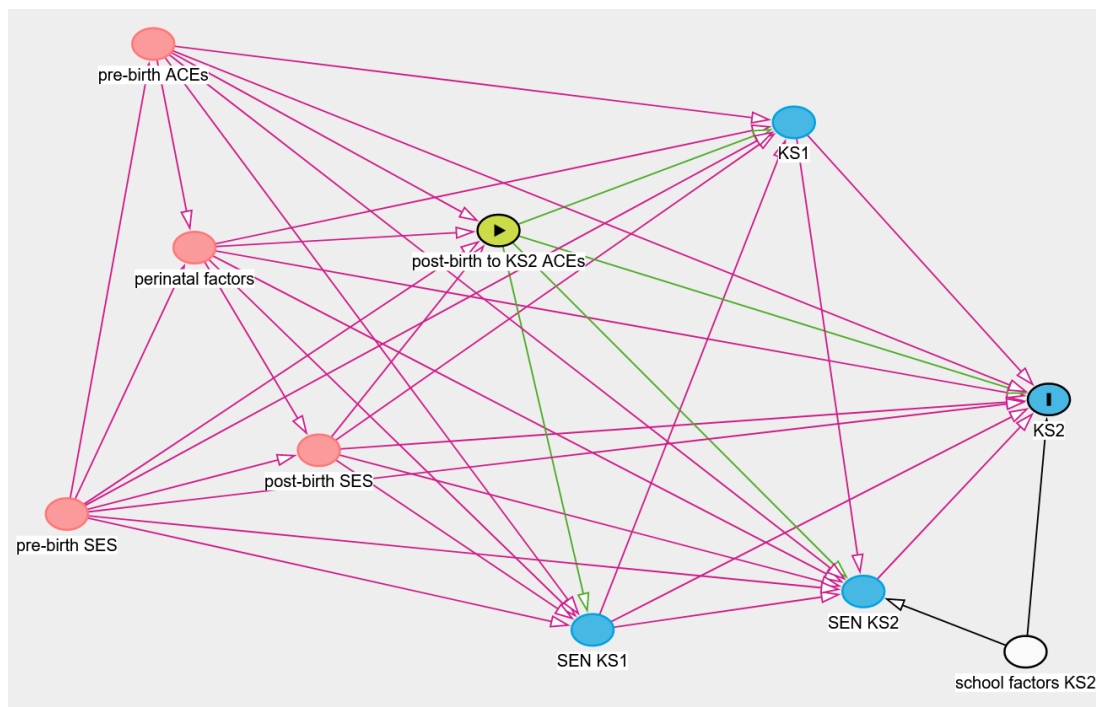 pre-birth ACEs
KS1
perinatal factors
post-birth to KS2 ACEs
KS2
post-birth SES
pre-birth SES
SEN KS2
SEN KS1
school factors KS2